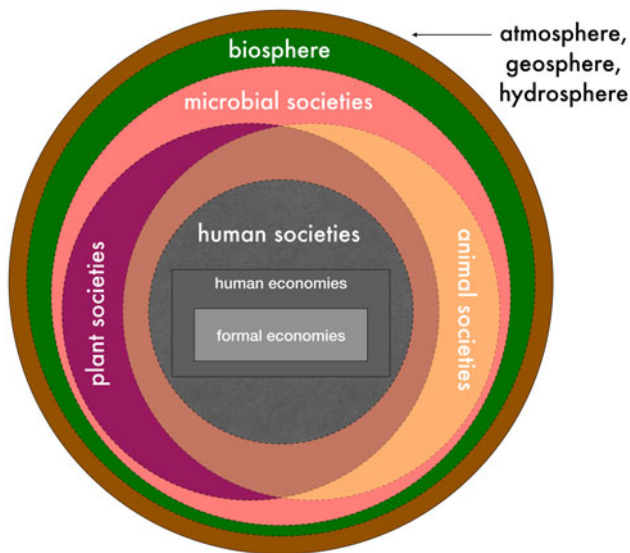 atmosphere,
geosphere,
hydrosphere
biosphere
microbial societies
plant societies
human societies
human economies
formal economies
animal societies